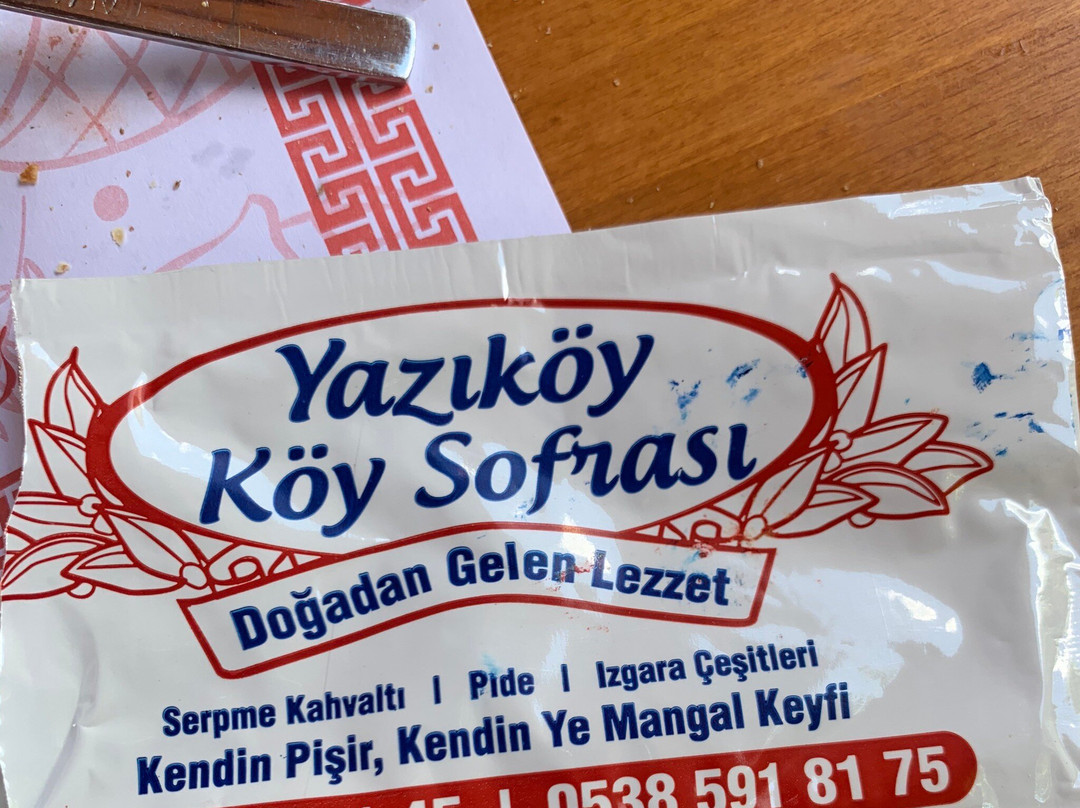 Yazıköy
Köy Sofrası
Doğadan Gelen Lezzet
Serpme Kahvaltı | Pide | Izgara Çeşitleri
Kendin Pişir, Kendin Ye Mangal Keyfi
45 | 0538 591 81 75